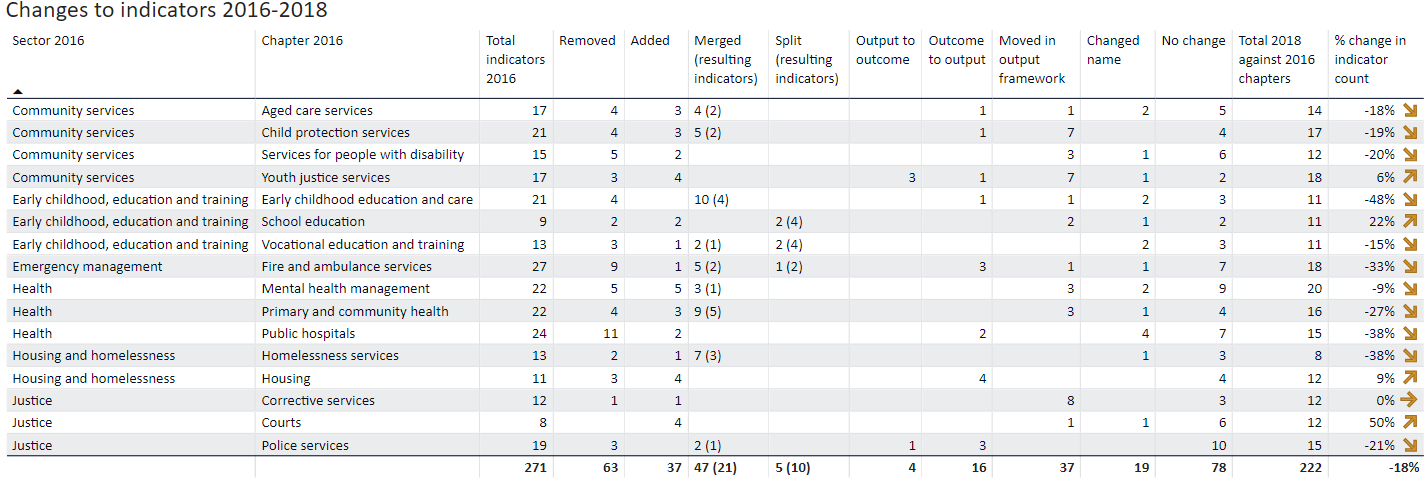 Changes to indicators 2016-2018
Sector 2016 Chapter 2016 Total indicators 2016 Removed Added Merged (resulting indicators) Split (resulting indicators) Output to outcome Outcome to output Moved in output framework Changed name No change Total 2018 against 2016 chapters % change in indicator count
Community services Aged care services 17 4 3 4 (2) 1 1 2 5 14 -18%
Community services Child protection services 21 4 3 5 (2) 1 7 4 17 -19%
Community services Services for people with disability 15 5 2 3 1 6 12 -20%
Community services Youth justice services 17 3 4 3 1 7 1 2 18 6%
Early childhood, education and training Early childhood education and care 21 4 10 (4) 1 1 2 3 11 -48%
Early childhood, education and training School education 9 2 2 2 (4) 2 1 2 11 22%
Early childhood, education and training Vocational education and training 13 3 1 2 (1) 2 (4) 2 3 11 -15%
Emergency management Fire and ambulance services 27 9 1 5 (2) 1 (2) 3 1 1 7 18 -33%
Health Mental health management 22 5 5 3 (1) 3 2 9 20 -9%
Health Primary and community health 22 4 3 9 (5) 3 1 4 16 -27%
Health Public hospitals 24 11 2 2 4 7 15 -38%
Housing and homelessness Homelessness services 13 2 1 7 (3) 1 3 8 -38%
Housing and homelessness Housing 11 3 4 4 4 12 9%
Justice Corrective services 12 1 1 8 3 12 0%
Justice Courts 8 4 1 1 6 12 50%
Justice Police services 19 3 2 (1) 1 3 10 15 -21%
271 63 37 47 (21) 5 (10) 4 16 37 19 78 222 -18%